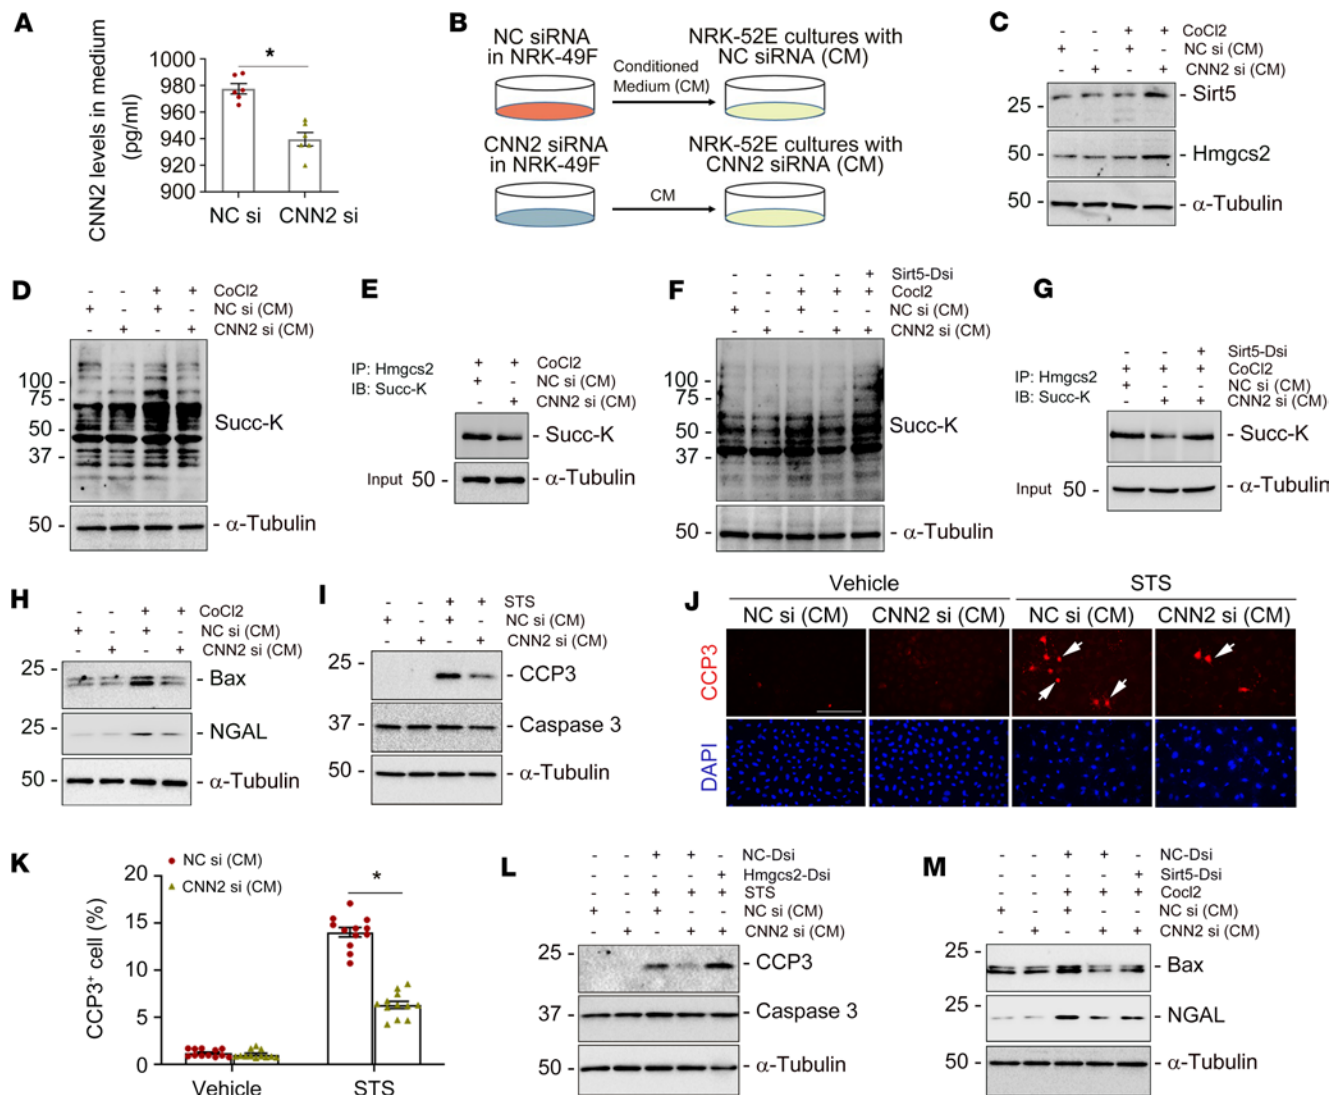 A
CNN2 levels in medium
(pg/ml)
1000
980
960
940
920
900
*
NC si
CNN2 si
B
NC siRNA
in NRK-49F
Conditioned
Medium (CM)
NRK-52E cultures with
NC siRNA (CM)
CNN2 siRNA
in NRK-49F
CM
NRK-52E cultures with
CNN2 siRNA (CM)
C
- - + + CoCl2
+ - + - NC si (CM)
- + - + CNN2 si (CM)
25 - - Sirt5
50 - - Hmgcs2
50 - - α-Tubulin
D
- - + + CoCl2
+ - + - NC si (CM)
- + - + CNN2 si (CM)
100 -
75 -
50 -
37 -
Succ-K
50 - - α-Tubulin
E
IP: Hmgcs2
IB: Succ-K
+ + CoCl2
+ - NC si (CM)
- + CNN2 si (CM)
- Succ-K
Input 50 - - α-Tubulin
F
- - - - + Sirt5-Dsi
- - + + + Cocl2
+ - + - - NC si (CM)
- + - + + CNN2 si (CM)
100 -
75 -
50 -
37 -
Succ-K
50 - - α-Tubulin
G
IP: Hmgcs2
IB: Succ-K
- - + Sirt5-Dsi
+ + + CoCl2
+ - - NC si (CM)
- + + CNN2 si (CM)
- Succ-K
Input 50 - - α-Tubulin
H
- - + + CoCl2
+ - + - NC si (CM)
- + - + CNN2 si (CM)
25 - - Bax
25 - - NGAL
50 - - α-Tubulin
I
- - + + STS
+ - + - NC si (CM)
- + - + CNN2 si (CM)
25 - - CCP3
37 - - Caspase 3
50 - - α-Tubulin
J
Vehicle
STS
NC si (CM) CNN2 si (CM) NC si (CM) CNN2 si (CM)
CCP3
DAPI
K
CCP3+ cell (%)
NC si (CM)
CNN2 si (CM)
20
15
10
5
0
*
Vehicle
STS
L
- - + + - NC-Dsi
- - - - + Hmgcs2-Dsi
- - + + + STS
+ - + - - NC si (CM)
- + - + + CNN2 si (CM)
25 - - CCP3
37 - - Caspase 3
50 - - α-Tubulin
M
- - + + - NC-Dsi
- - - - + Sirt5-Dsi
- - + + + Cocl2
+ - + - - NC si (CM)
- + - + + CNN2 si (CM)
25 - - Bax
25 - - NGAL
50 - - α-Tubulin